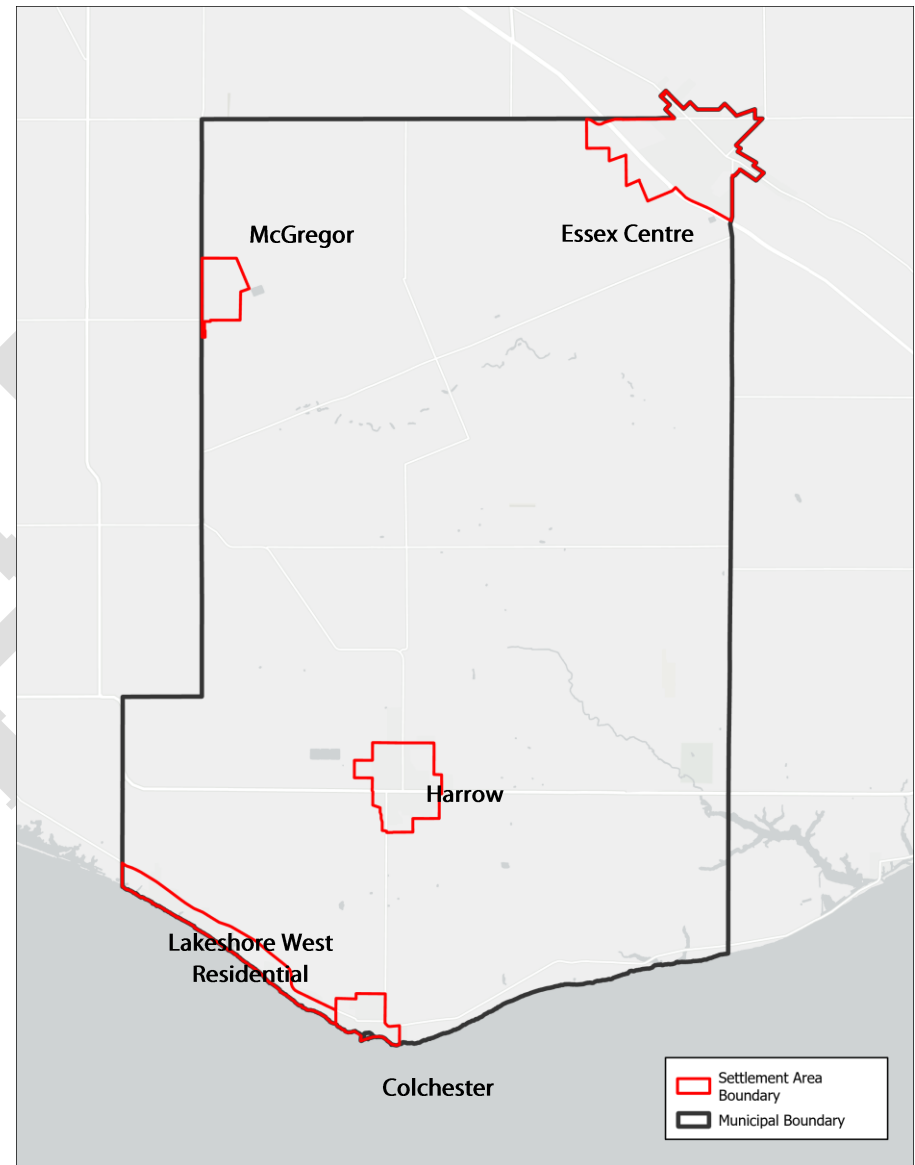 McGregor
Essex Centre
Harrow
Lakeshore West
Residential
Colchester
Settlement Area
Boundary
Municipal Boundary